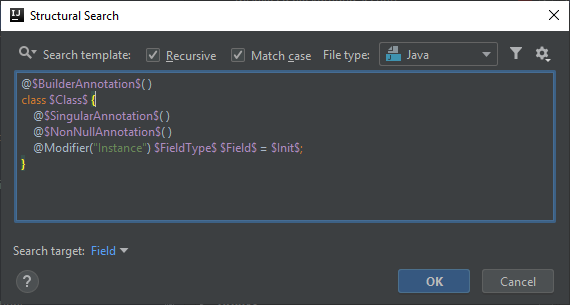 Structural Search
Search template: Recursive Match case File type: Java
@$BuilderAnnotation$()
class $Class$ {
@$SingularAnnotation$()
@$NonNullAnnotation$()
@Modifier("Instance") $FieldType$ $Field$ = $Init$;
}
Search target: Field
? OK Cancel